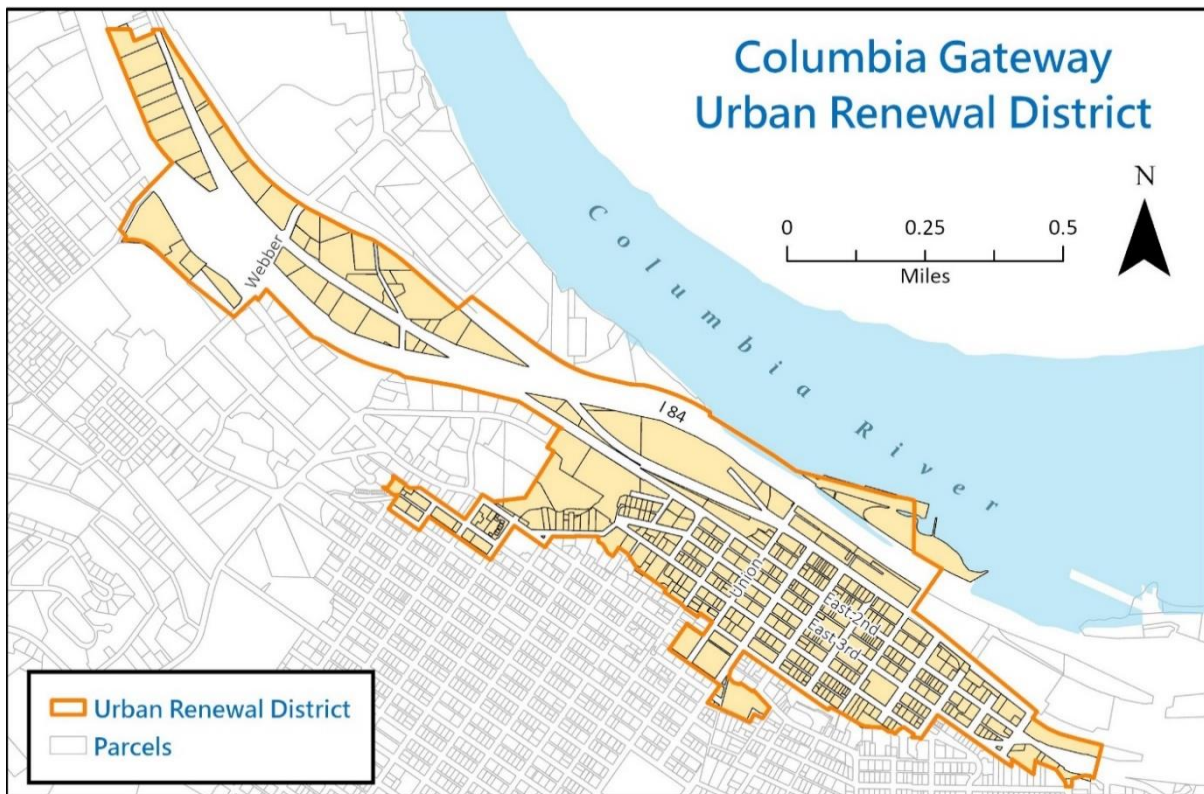 Columbia Gateway
Urban Renewal District
N
0 0.25 0.5
Miles
Columbia River
Webber
I 84
Union
East 2nd
East 3rd
Urban Renewal District
Parcels